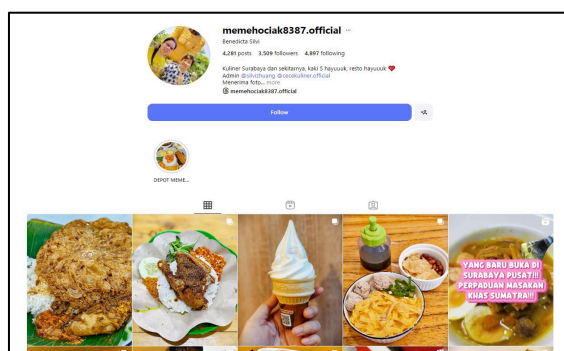 memehociak8387.official ...
Benedicta Silvi
4,281 posts 3,509 followers 4,897 following
Kuliner Surabaya dan sekitarnya, kaki 5 hayuuuk, resto hayuuuk ❤️
Admin @silvizhuang @cecekuliner.official
Menerima foto... more
memehociak8387.official
Follow
DEPOT MEME...
YANG BARU BUKA DI
SURABAYA PUSAT!!!
PERPADUAN MASAKAN
KHAS SUMATRA!!!